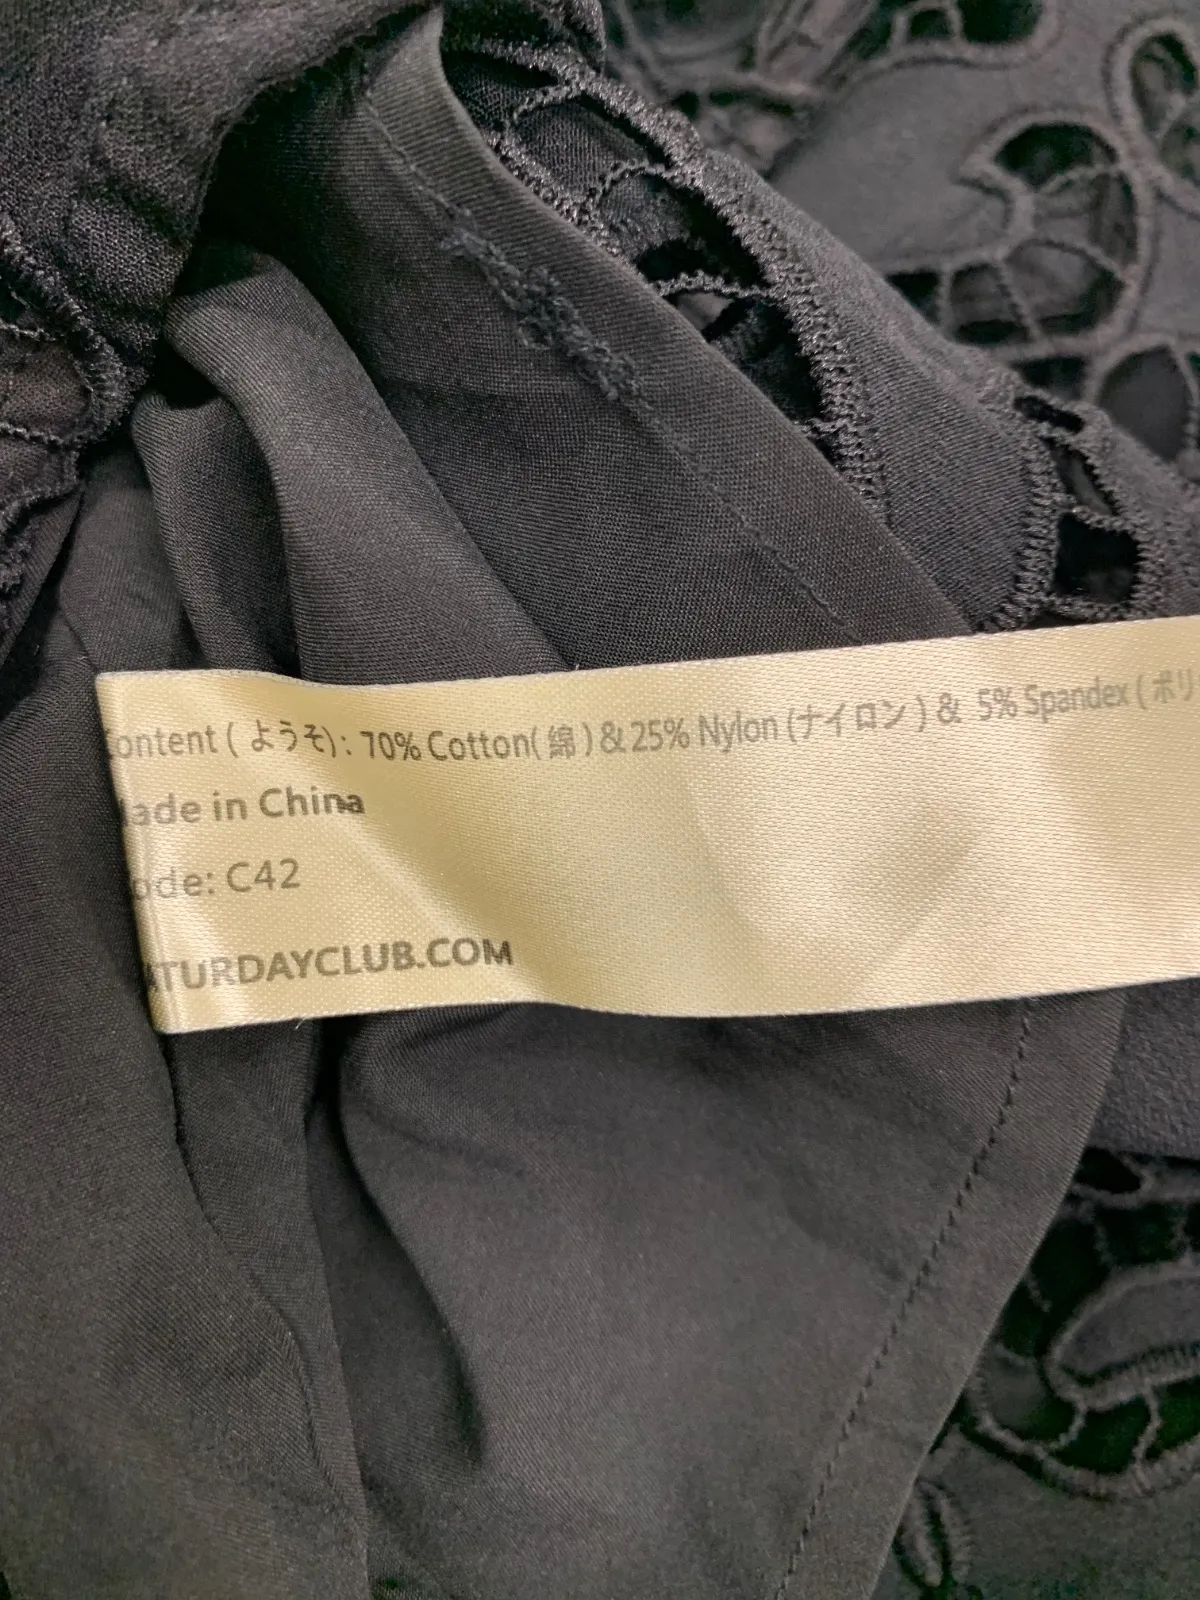 ontent ( ようそ) : 70% Cotton( 綿 ) & 25% Nylon (ナイロン ) & 5% Spandex ( ポリ
ade in China
ode: C42
ATURDAYCLUB.COM